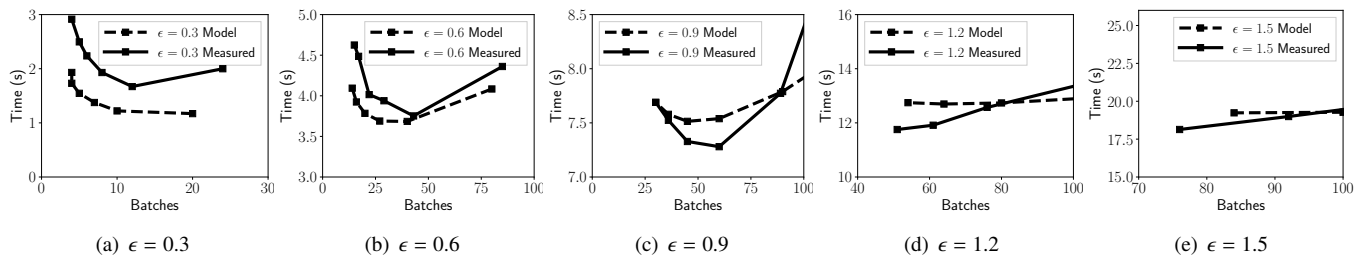 3
2
1
0
0
10
20
30
Time (s)
Batches
ϵ = 0.3 Model
ϵ = 0.3 Measured
(a) ϵ = 0.3
5.0
4.5
4.0
3.5
3.0
0
25
50
75
100
Time (s)
Batches
ϵ = 0.6 Model
ϵ = 0.6 Measured
(b) ϵ = 0.6
8.5
8.0
7.5
7.0
0
25
50
75
100
Time (s)
Batches
ϵ = 0.9 Model
ϵ = 0.9 Measured
(c) ϵ = 0.9
16
14
12
10
40
60
80
100
Time (s)
Batches
ϵ = 1.2 Model
ϵ = 1.2 Measured
(d) ϵ = 1.2
25.0
22.5
20.0
17.5
15.0
70
80
90
100
Time (s)
Batches
ϵ = 1.5 Model
ϵ = 1.5 Measured
(e) ϵ = 1.5